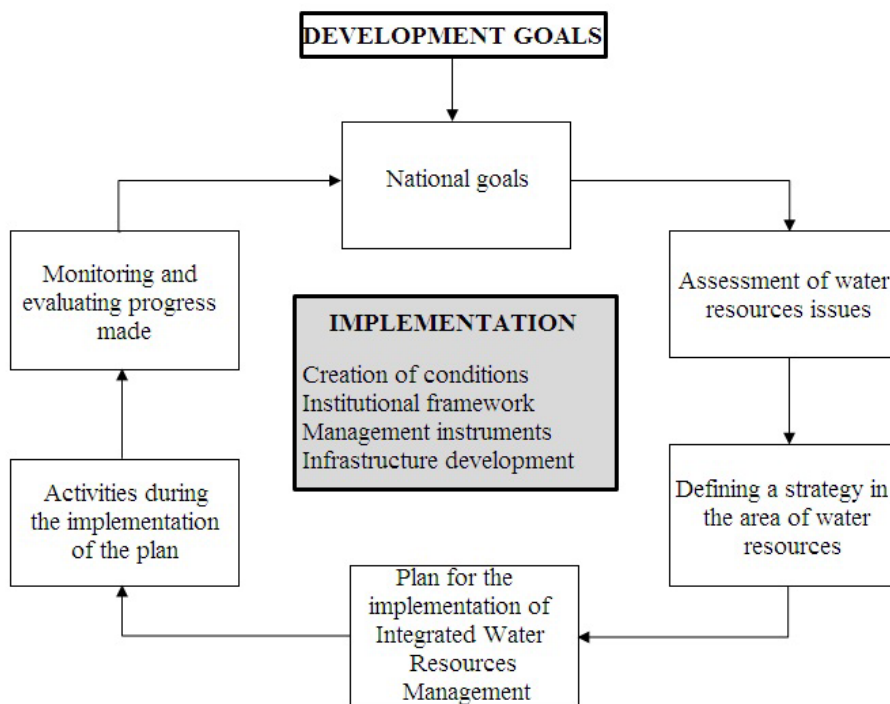 DEVELOPMENT GOALS
National goals
Assessment of water
resources issues
Defining a strategy in
the area of water
resources
Plan for the
implementation of
Integrated Water
Resources
Management
Activities during
the implementation
of the plan
Monitoring and
evaluating progress
made
IMPLEMENTATION
Creation of conditions
Institutional framework
Management instruments
Infrastructure development